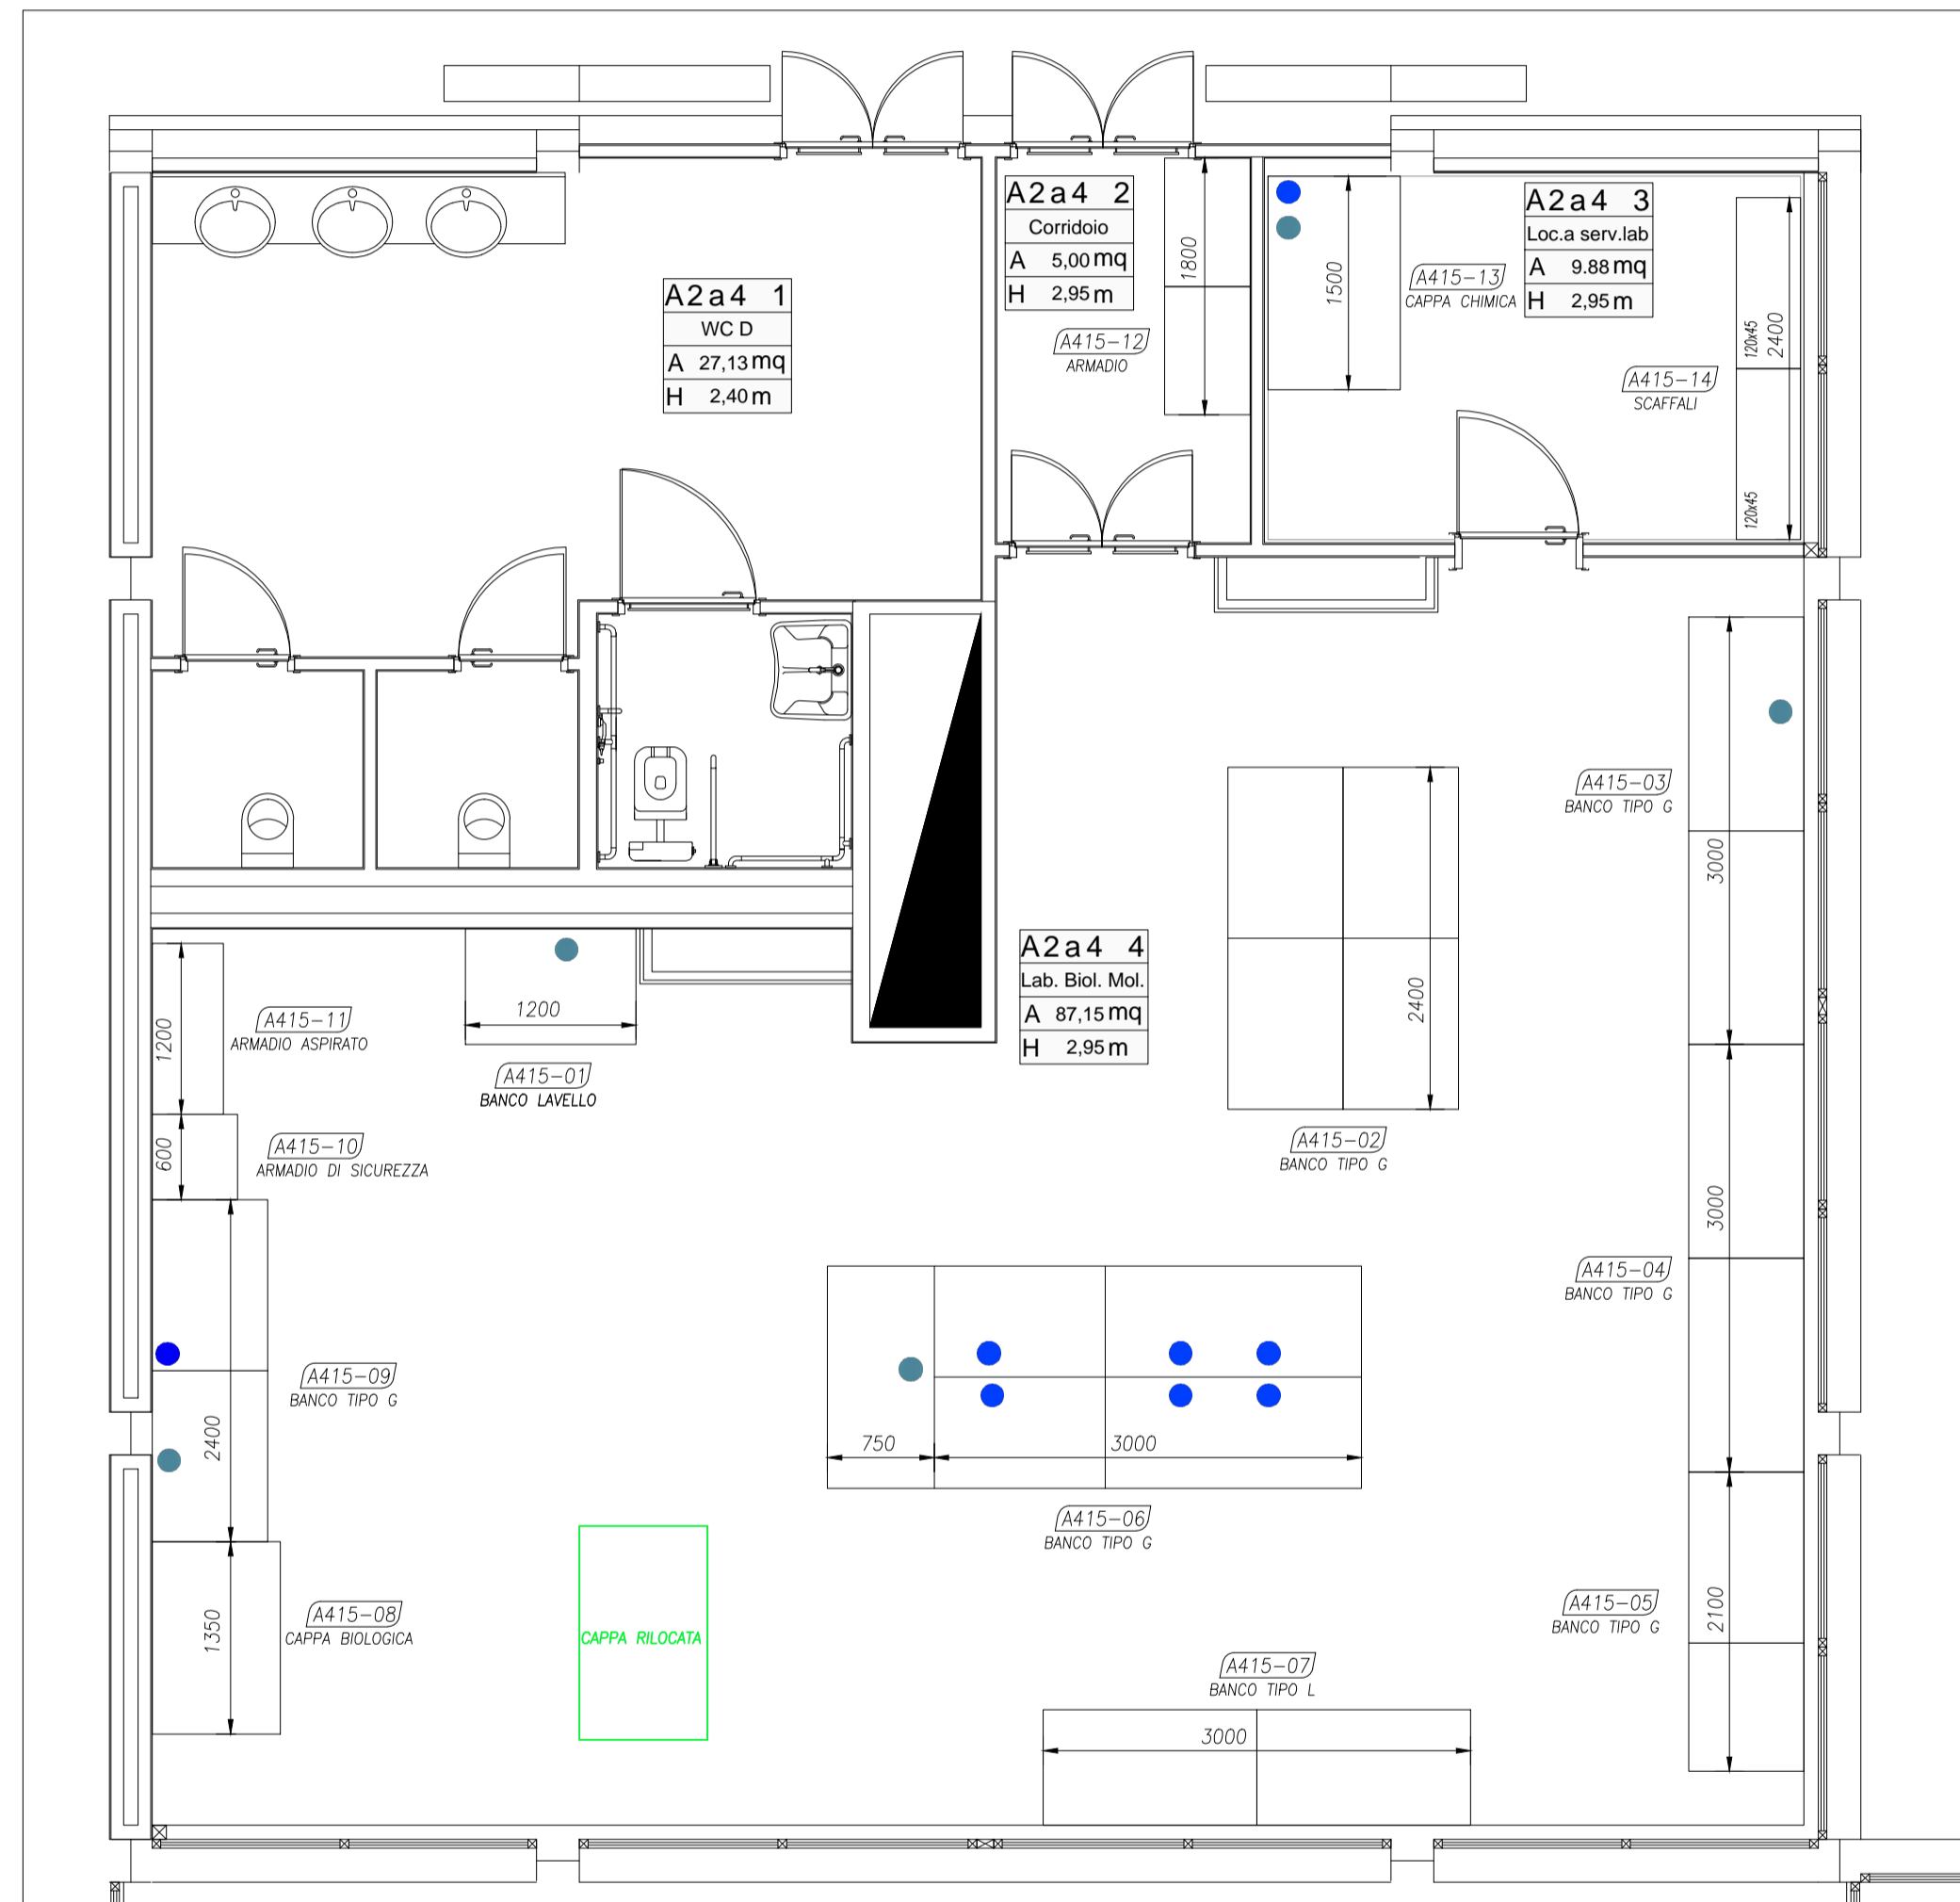 A2a4 1
WC D
A 27,13 mq
H 2,40 m
A2a4 2
Corridoio
A 5,00 mq
H 2,95 m
1800
A415-12
ARMADIO
1500
A415-13
CAPPA CHIMICA
A2a4 3
Loc.a serv.lab
A 9.88 mq
H 2,95 m
120x45
2400
A415-14
SCAFFALI
120x45
A415-03
BANCO TIPO G
3000
A2a4 4
Lab. Biol. Mol.
A 87,15 mq
H 2,95 m
2400
A415-02
BANCO TIPO G
1200
A415-11
ARMADIO ASPIRATO
1200
A415-01
BANCO LAVELLO
600
A415-10
ARMADIO DI SICUREZZA
3000
A415-04
BANCO TIPO G
A415-09
BANCO TIPO G
2400
750
3000
A415-06
BANCO TIPO G
1350
A415-08
CAPPA BIOLOGICA
CAPPA RILOCATA
A415-05
BANCO TIPO G
2100
A415-07
BANCO TIPO L
3000